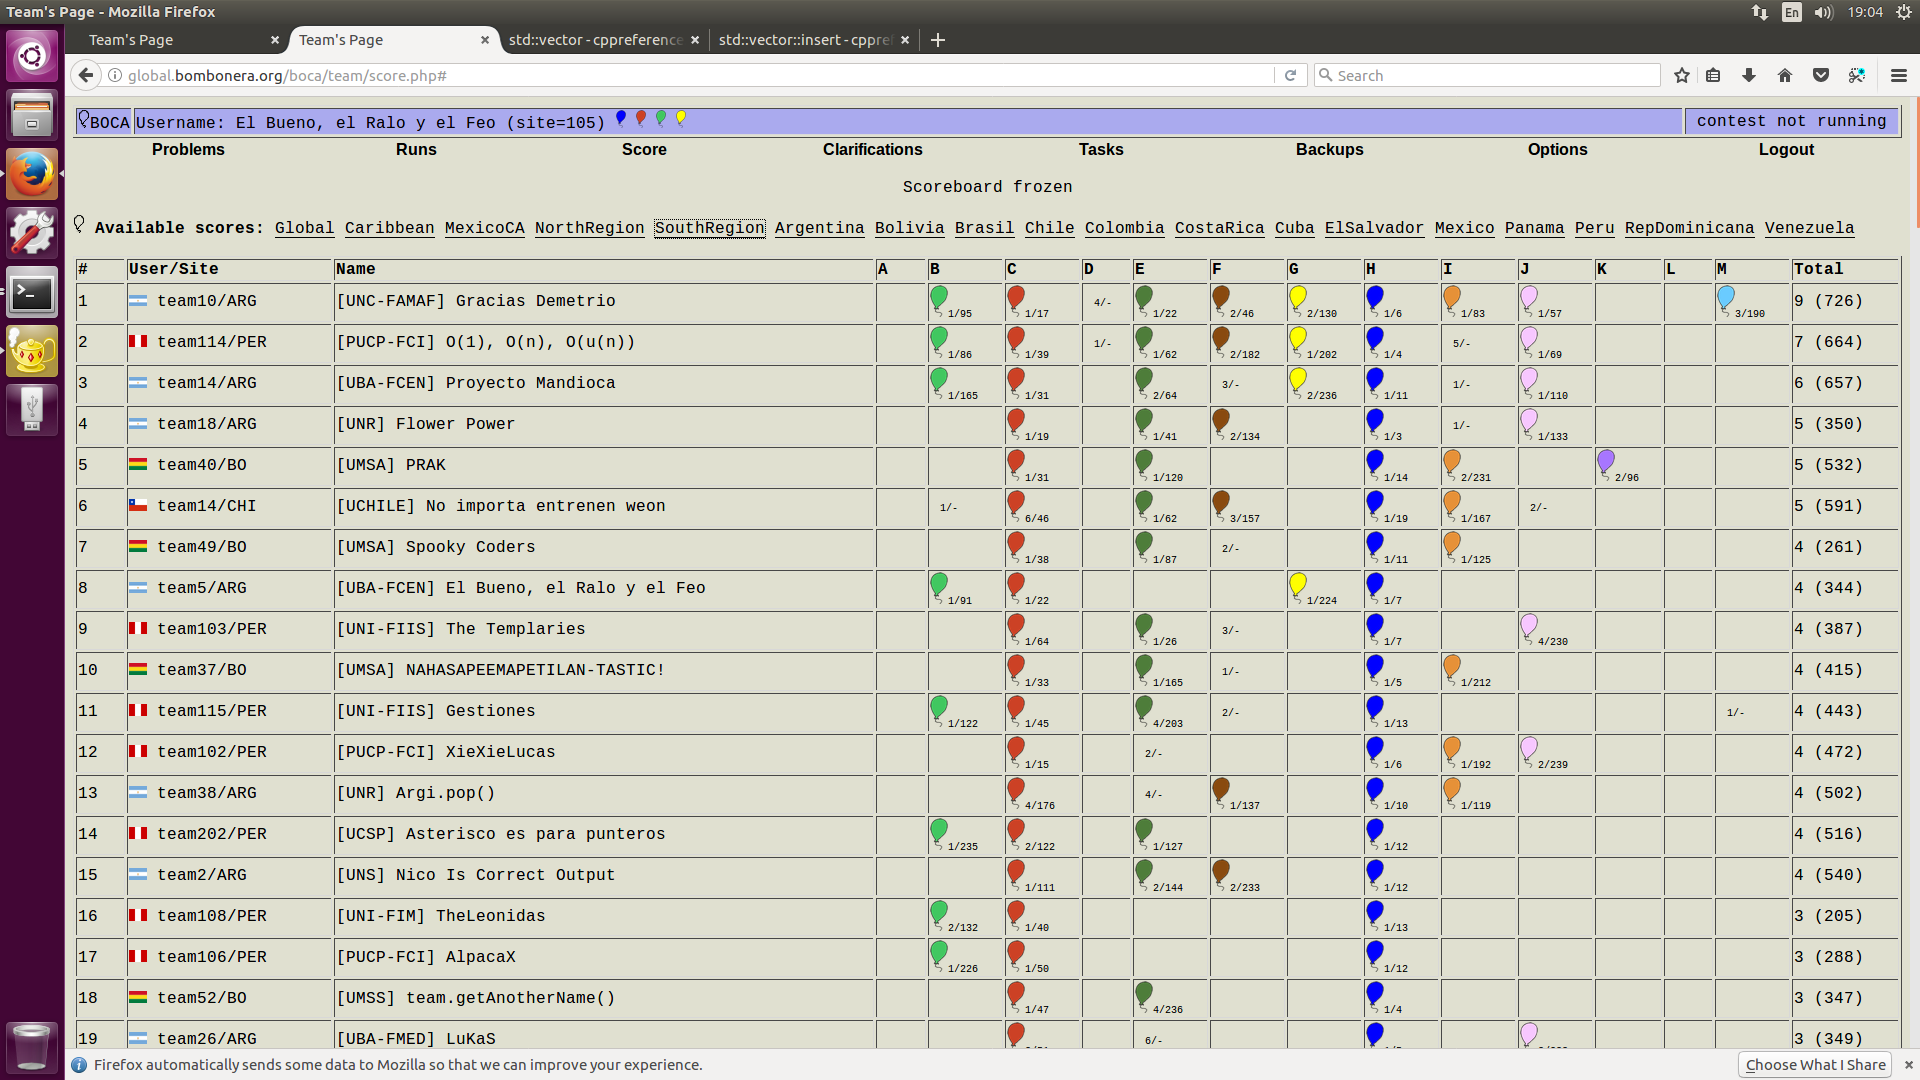 Team's Page - Mozilla Firefox En 19:04
Team's Page × Team's Page × std::vector - cppreference × std::vector::insert - cppref × +
global.bombonera.org/boca/team/score.php# Search
BOCA Username: El Bueno, el Ralo y el Feo (site=105) contest not running
Problems Runs Score Clarifications Tasks Backups Options Logout
Scoreboard frozen
Available scores: Global Caribbean MexicoCA NorthRegion SouthRegion Argentina Bolivia Brasil Chile Colombia CostaRica Cuba ElSalvador Mexico Panama Peru RepDominicana Venezuela
# User/Site Name A B C D E F G H I J K L M Total
1 team10/ARG [UNC-FAMAF] Gracias Demetrio 1/95 1/17 4/- 1/22 2/46 2/130 1/6 1/83 1/57 3/190 9 (726)
2 team114/PER [PUCP-FCI] O(1), O(n), O(u(n)) 1/86 1/39 1/- 1/62 2/182 1/202 1/4 5/- 1/69 7 (664)
3 team14/ARG [UBA-FCEN] Proyecto Mandioca 1/165 1/31 2/64 3/- 2/236 1/11 1/- 1/110 6 (657)
4 team18/ARG [UNR] Flower Power 1/19 1/41 2/134 1/3 1/- 1/133 5 (350)
5 team40/BO [UMSA] PRAK 1/31 1/120 1/14 2/231 2/96 5 (532)
6 team14/CHI [UCHILE] No importa entrenen weon 1/- 6/46 1/62 3/157 1/19 1/167 2/- 5 (591)
7 team49/BO [UMSA] Spooky Coders 1/38 1/87 2/- 1/11 1/125 4 (261)
8 team5/ARG [UBA-FCEN] El Bueno, el Ralo y el Feo 1/91 1/22 1/224 1/7 4 (344)
9 team103/PER [UNI-FIIS] The Templaries 1/64 1/26 3/- 1/7 4/230 4 (387)
10 team37/BO [UMSA] NAHASAPEEMAPETILAN-TASTIC! 1/33 1/165 1/- 1/5 1/212 4 (415)
11 team115/PER [UNI-FIIS] Gestiones 1/122 1/45 4/203 2/- 1/13 1/- 4 (443)
12 team102/PER [PUCP-FCI] XieXieLucas 1/15 2/- 1/6 1/192 2/239 4 (472)
13 team38/ARG [UNR] Argi.pop() 4/176 4/- 1/137 1/10 1/119 4 (502)
14 team202/PER [UCSP] Asterisco es para punteros 1/235 2/122 1/127 1/12 4 (516)
15 team2/ARG [UNS] Nico Is Correct Output 1/111 2/144 2/233 1/12 4 (540)
16 team108/PER [UNI-FIM] TheLeonidas 2/132 1/40 1/13 3 (205)
17 team106/PER [PUCP-FCI] AlpacaX 1/226 1/50 1/12 3 (288)
18 team52/BO [UMSS] team.getAnotherName() 1/47 4/236 1/4 3 (347)
19 team26/ARG [UBA-FMED] LuKaS 6/- 3 (349)
Firefox automatically sends some data to Mozilla so that we can improve your experience. Choose What I Share ×